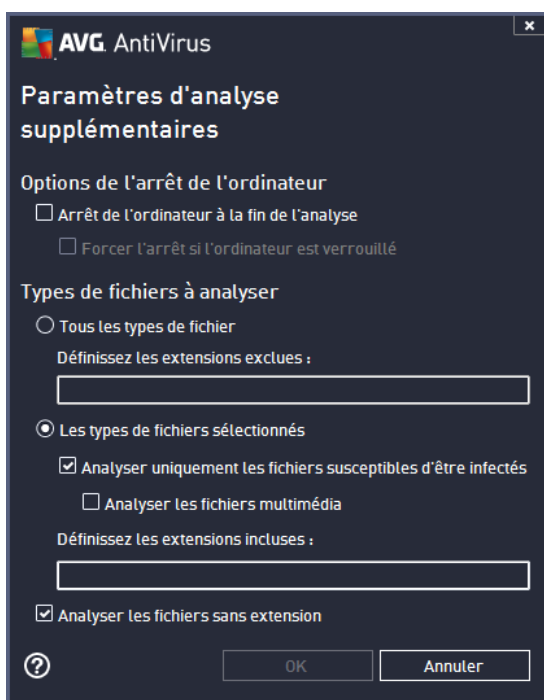 AVG. AntiVirus
Paramètres d'analyse
supplémentaires
Options de l'arrêt de l'ordinateur
Arrêt de l'ordinateur à la fin de l'analyse
Forcer l'arrêt si l'ordinateur est verrouillé
Types de fichiers à analyser
Tous les types de fichier
Définissez les extensions exclues :
Les types de fichiers sélectionnés
Analyser uniquement les fichiers susceptibles d'être infectés
Analyser les fichiers multimédia
Définissez les extensions incluses :
Analyser les fichiers sans extension
OK
Annuler